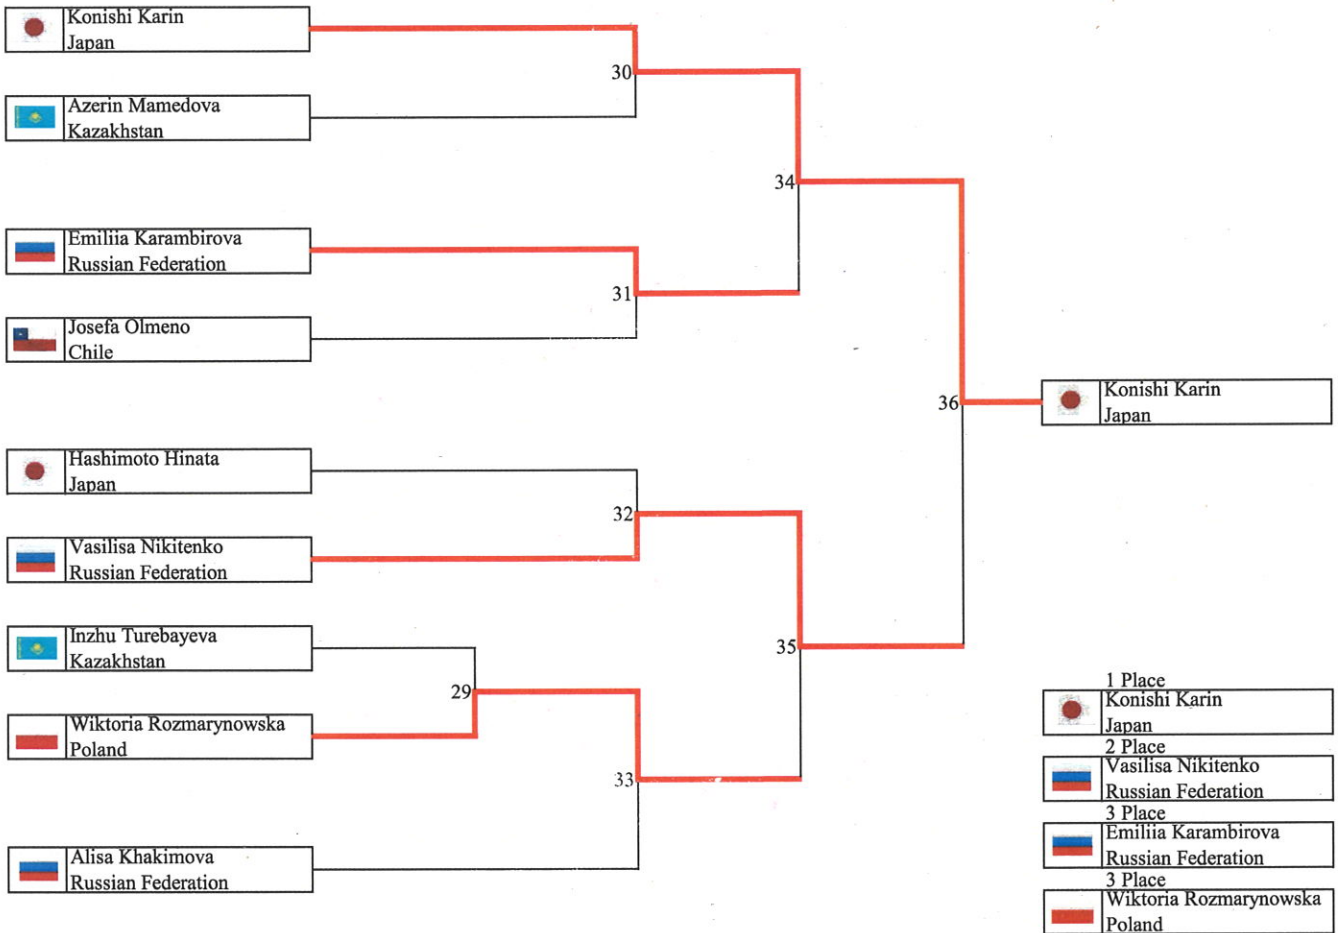 Konishi Karin
Japan
30
Azerin Mamedova
Kazakhstan
34
Emiliia Karambirova
Russian Federation
31
Josefa Olmeno
Chile
36
Konishi Karin
Japan
Hashimoto Hinata
Japan
32
Vasilisa Nikitenko
Russian Federation
Inzhu Turebayeva
Kazakhstan
35
29
Wiktoria Rozmarynowska
Poland
33
Alisa Khakimova
Russian Federation
1 Place
Konishi Karin
Japan
2 Place
Vasilisa Nikitenko
Russian Federation
3 Place
Emiliia Karambirova
Russian Federation
3 Place
Wiktoria Rozmarynowska
Poland